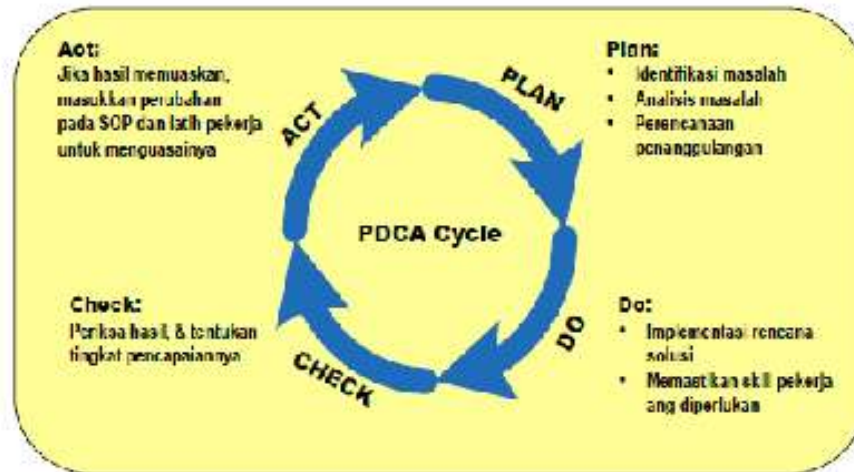 Act:
Jika hasil memuaskan,
masukkan perubahan
pada SOP dan latih pekerja
untuk menguasainya
Plan:
• Identifikasi masalah
• Analisis masalah
• Perencanaan
penanggulangan
PLAN
ACT
PDCA Cycle
DO
CHECK
Check:
Periksa hasil, & tentukan
tingkat pencapaiannya
Do:
• Implementasi rencana
solusi
• Memastikan skill pekerja
ang diperlukan